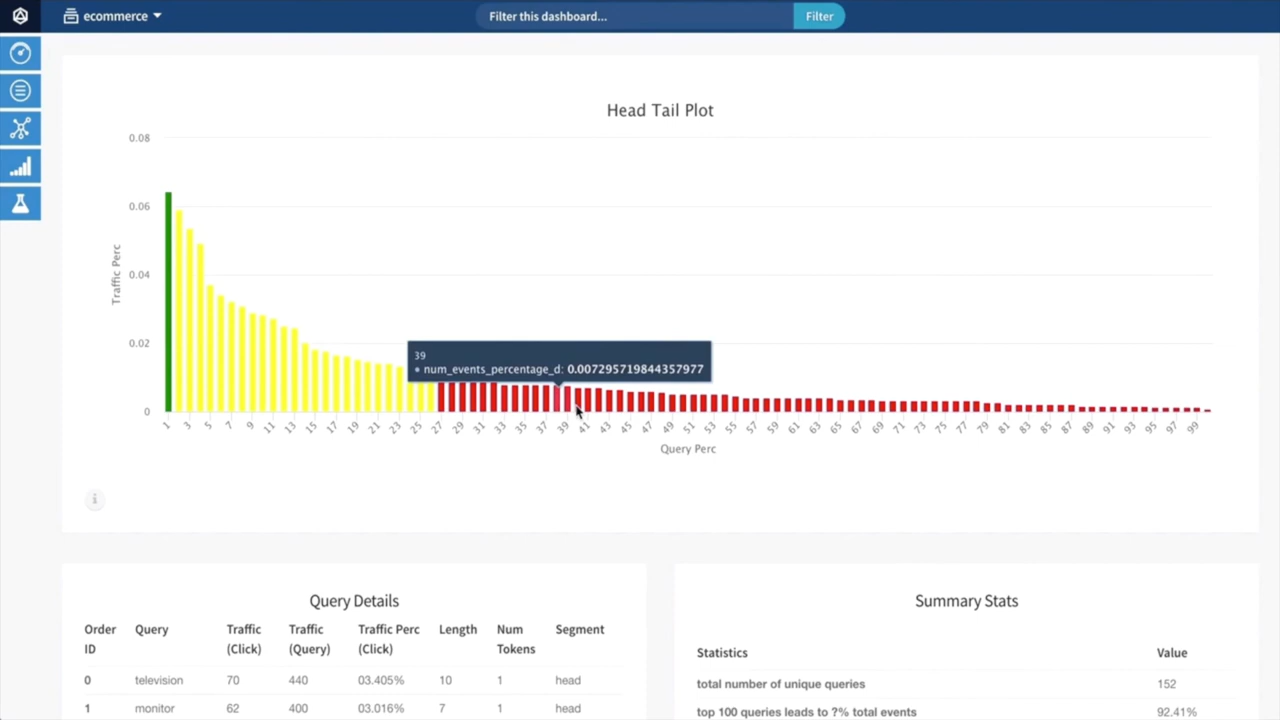 ecommerce
Filter this dashboard...
Filter
Head Tail Plot
0.08
0.06
0.04
0.02
0
Traffic Perc
39
num_events_percentage_d: 0.007295719844357977
1 3 5 7 9 11 13 15 17 19 21 23 25 27 29 31 33 35 37 39 41 43 45 47 49 51 53 55 57 59 61 63 65 67 69 71 73 75 77 79 81 83 85 87 89 91 93 95 97 99
Query Perc
i
Query Details
Order ID Query Traffic (Click) Traffic (Query) Traffic Perc (Click) Length Num Tokens Segment
0 television 70 440 03.405% 10 1 head
1 monitor 62 400 03.016% 7 1 head
Summary Stats
Statistics Value
total number of unique queries 152
top 100 queries leads to ?% total events 92.41%